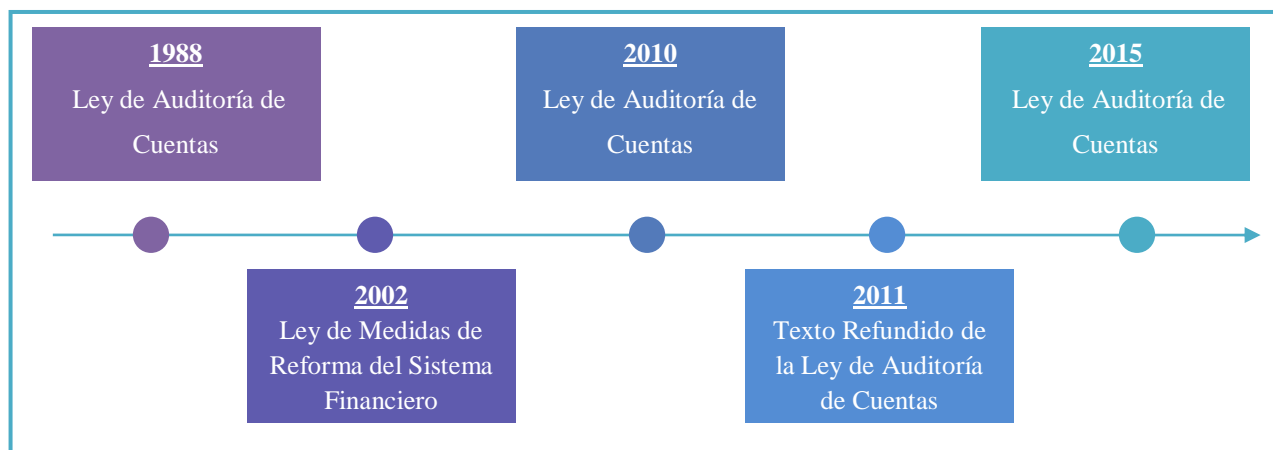 1988
Ley de Auditoría de
Cuentas
2002
Ley de Medidas de
Reforma del Sistema
Financiero
2010
Ley de Auditoría de
Cuentas
2011
Texto Refundido de
la Ley de Auditoría
de Cuentas
2015
Ley de Auditoría de
Cuentas